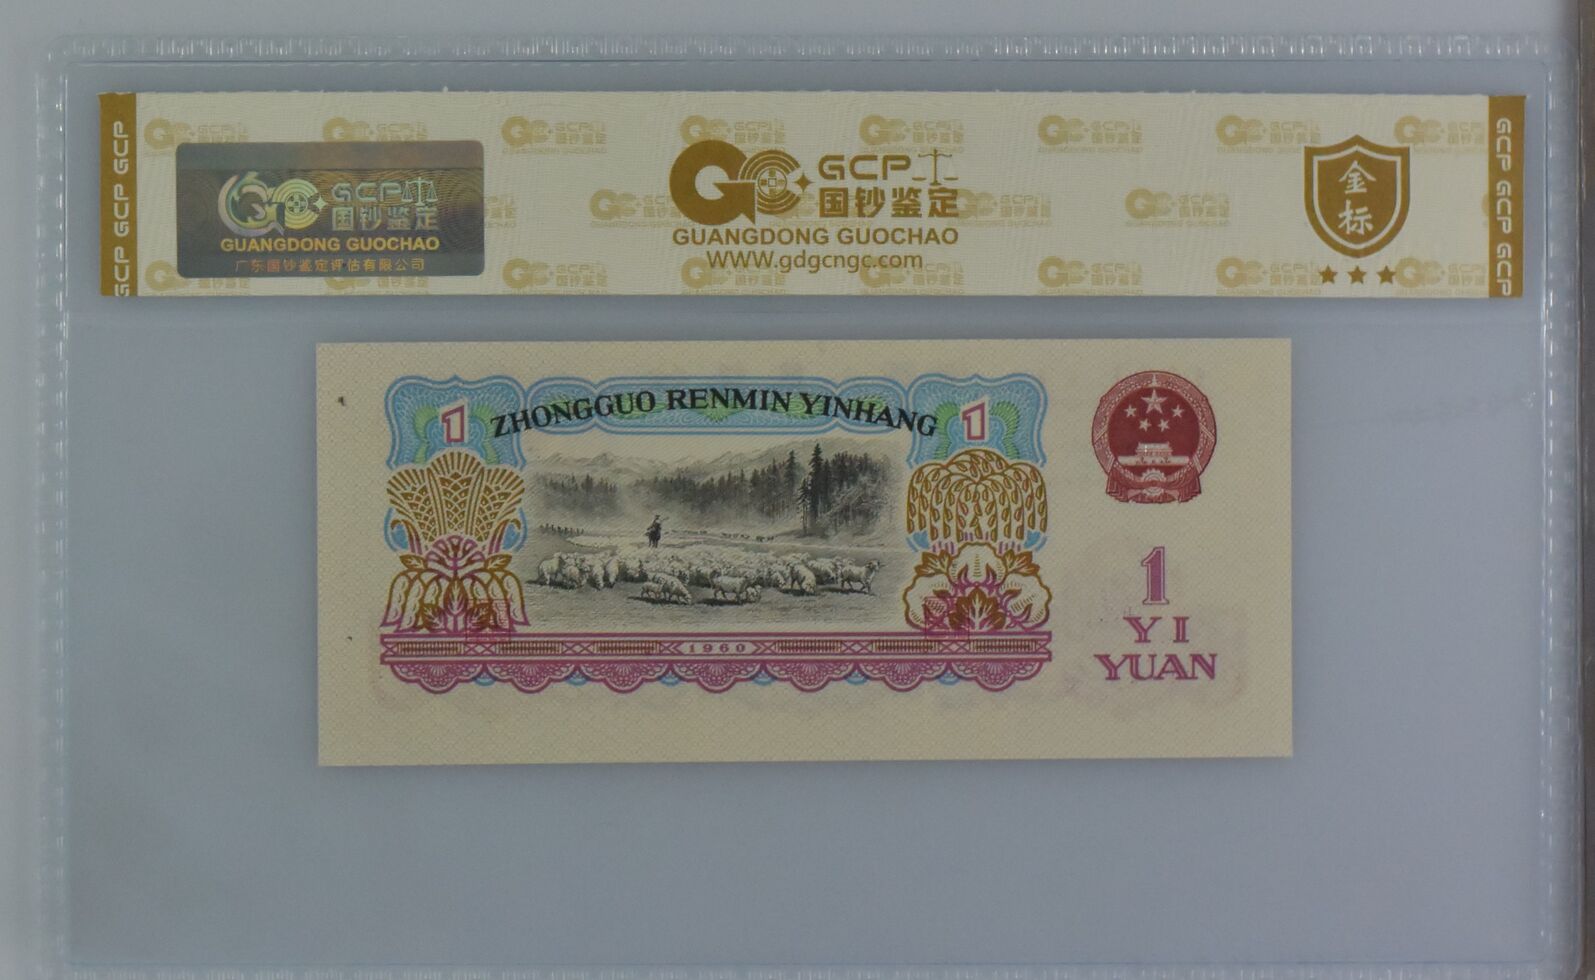 GCP GCP GCP
GCP
国钞鉴定
GUANGDONG GUOCHAO
广东国钞鉴定评估有限公司
GCP
国钞鉴定
GUANGDONG GUOCHAO
WWW.gdgcngc.com
金
标
GCP GCP GCP
ZHONGGUO RENMIN YINHANG
1
1
1960
1
YI
YUAN